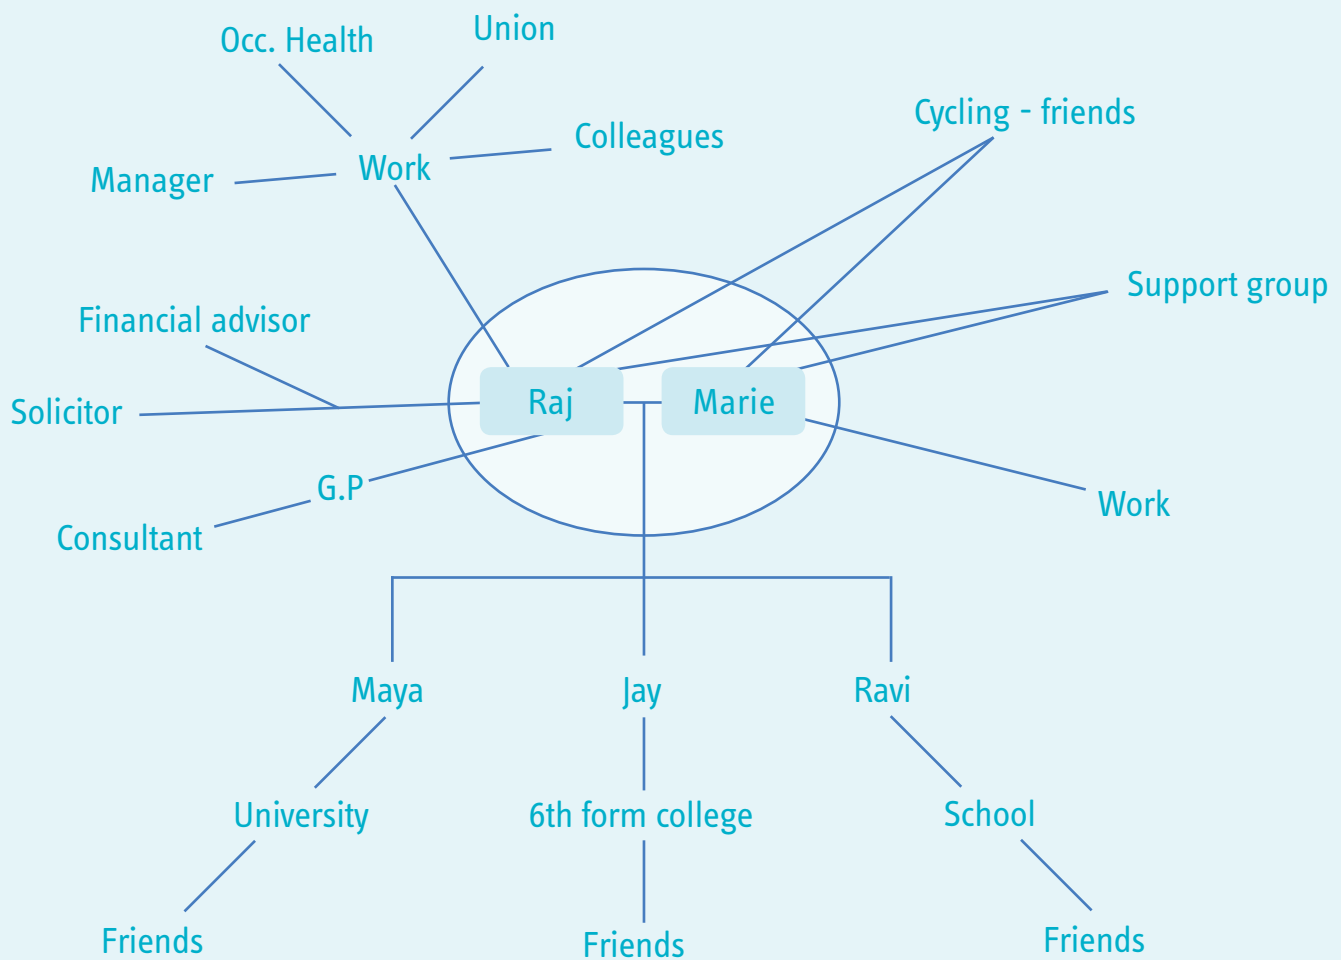 Occ. Health
Union
Cycling - friends
Colleagues
Work
Manager
Support group
Financial advisor
Solicitor
Raj
Marie
G.P
Work
Consultant
Maya
Jay
Ravi
University
6th form college
School
Friends
Friends
Friends